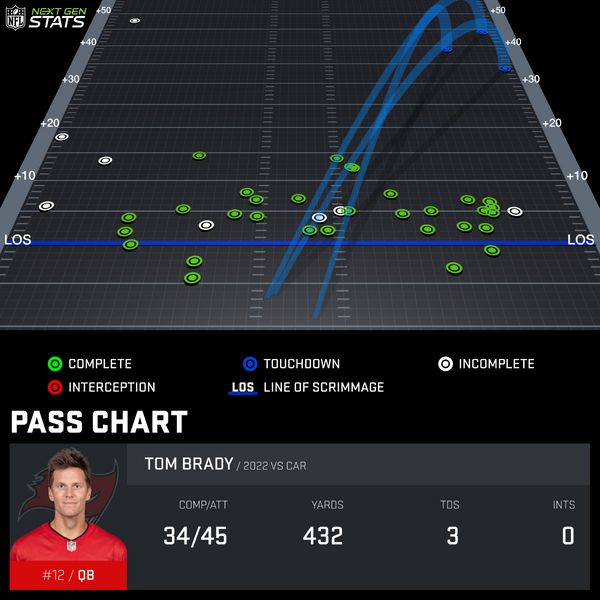 NFL NEXT GEN STATS
+50 +50
+40 +40
+30 +30
+20 +20
+10 +10
LOS LOS
COMPLETE TOUCHDOWN INCOMPLETE
INTERCEPTION LOS LINE OF SCRIMMAGE
PASS CHART
TOM BRADY / 2022 VS CAR
COMP/ATT YARDS TDS INTS
34/45 432 3 0
#12 / QB